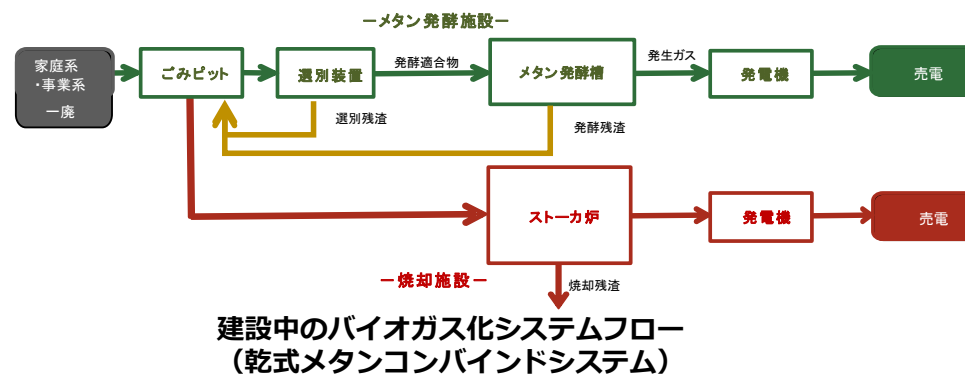 －メタン発酵施設－
家庭系
・事業系
一廃
ごみピット
選別装置
発酵適合物
メタン発酵槽
発生ガス
発電機
売電
選別残渣
発酵残渣
ストーカ炉
発電機
売電
－焼却施設－
焼却残渣
建設中のバイオガス化システムフロー
（乾式メタンコンバインドシステム）